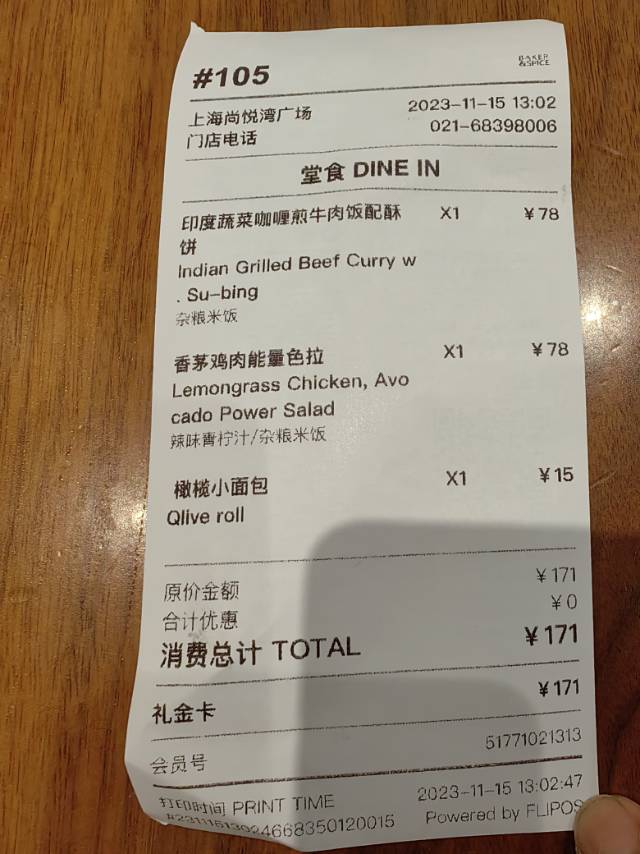 #105
BAKER
&SPICE
上海尚悦湾广场 2023-11-15 13:02
门店电话 021-68398006
堂食 DINE IN
印度蔬菜咖喱煎牛肉饭配酥 X1 ￥78
饼
Indian Grilled Beef Curry w
. Su-bing
杂粮米饭
香茅鸡肉能量色拉 X1 ￥78
Lemongrass Chicken, Avo
cado Power Salad
辣味青柠汁/杂粮米饭
橄榄小面包 X1 ￥15
Qlive roll
原价金额 ￥171
合计优惠 ￥0
消费总计 TOTAL ￥171
礼金卡 ￥171
会员号 51771021313
打印时间 PRINT TIME 2023-11-15 13:02:47
Powered by FLIPOS